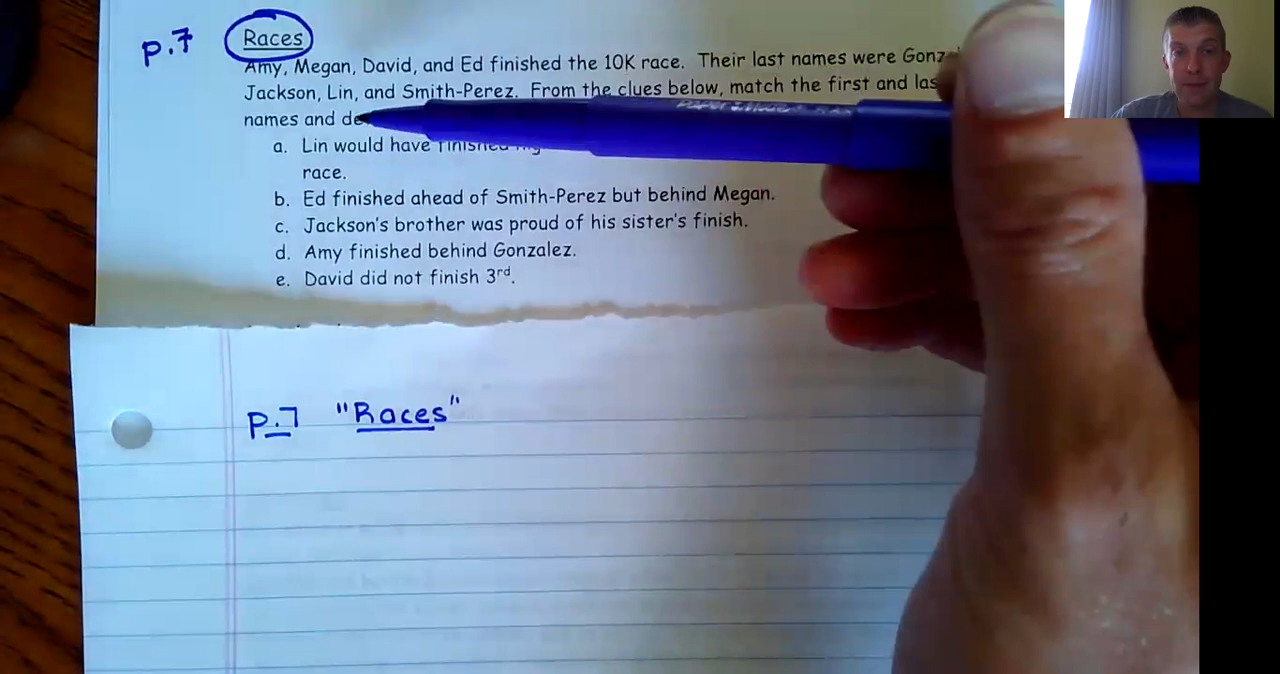 p.7 Races
Amy, Megan, David, and Ed finished the 10K race. Their last names were
Jackson, Lin, and Smith-Perez. From the clues below, match the first and
names and
a. Lin would have
race.
b. Ed finished ahead of Smith-Perez but behind Megan.
c. Jackson's brother was proud of his sister's finish.
d. Amy finished behind Gonzalez.
e. David did not finish 3rd.
p.7 "Races"